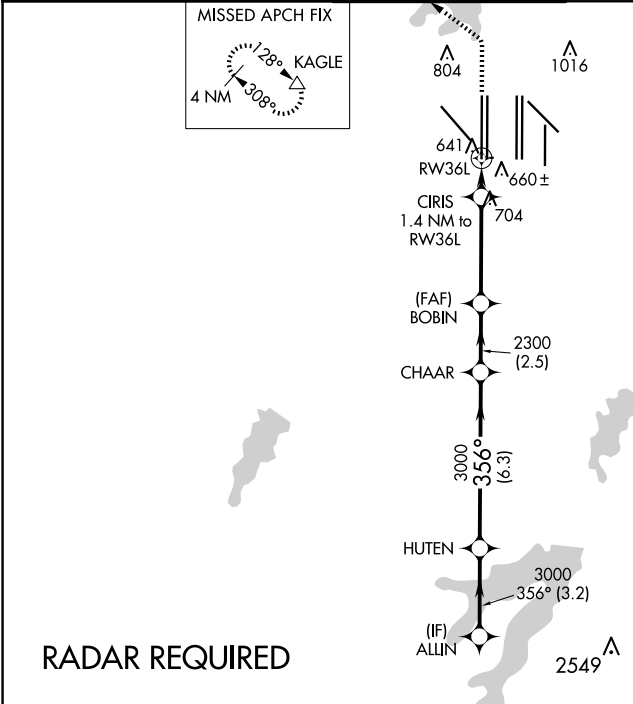 MISSED APCH FIX
128°
KAGLE
4 NM
308°
804
1016
641
RW36L
660 ±
CIRIS
1.4 NM to
RW36L
704
(FAF)
BOBIN
2300
(2.5)
CHAAR
3000
356°
(6.3)
HUTEN
3000
356° (3.2)
(IF)
ALLIN
RADAR REQUIRED
2549